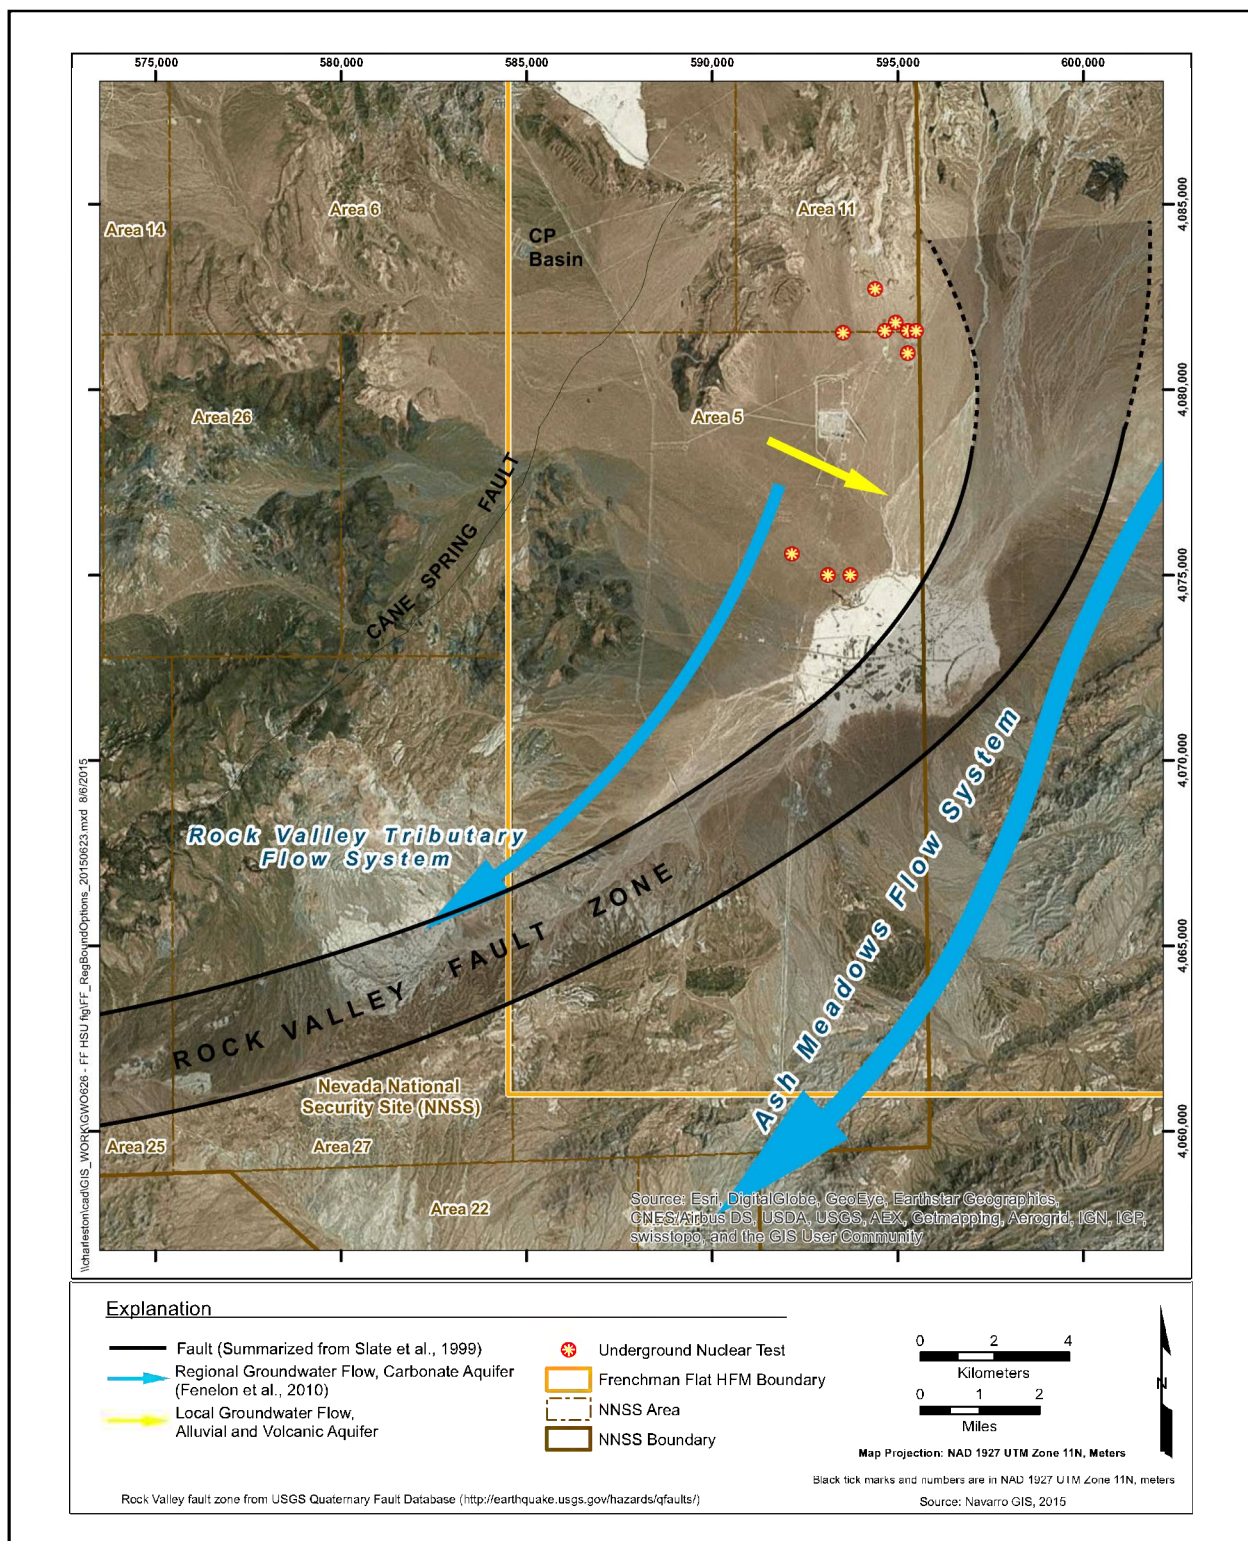 575,000
580,000
585,000
590,000
595,000
600,000
4,085,000
4,080,000
4,075,000
4,070,000
4,065,000
4,060,000
Area 14
Area 6
Area 11
CP
Basin
Area 26
Area 5
CANE SPRING FAULT
Rock Valley Tributary
Flow System
Ash Meadows Flow System
ROCK VALLEY FAULT ZONE
Nevada National
Security Site (NNSS)
Area 25
Area 27
Area 22
Source: Esri, DigitalGlobe, GeoEye, Earthstar Geographics,
CNES/Airbus DS, USDA, USGS, AEX, Getmapping, Aerogrid, IGN, IGP,
swisstopo, and the GIS User Community
\\charleston\cad\GIS_WORK\GWO626 - FF HSU fig\FF_RegBoundOptions_20150623.mxd 8/6/2015
Explanation
Fault (Summarized from Slate et al., 1999)
Regional Groundwater Flow, Carbonate Aquifer
(Fenelon et al., 2010)
Local Groundwater Flow,
Alluvial and Volcanic Aquifer
Underground Nuclear Test
Frenchman Flat HFM Boundary
NNSS Area
NNSS Boundary
0 2 4
Kilometers
0 1 2
Miles
N
Map Projection: NAD 1927 UTM Zone 11N, Meters
Black tick marks and numbers are in NAD 1927 UTM Zone 11N, meters
Rock Valley fault zone from USGS Quaternary Fault Database (http://earthquake.usgs.gov/hazards/qfaults/)
Source: Navarro GIS, 2015